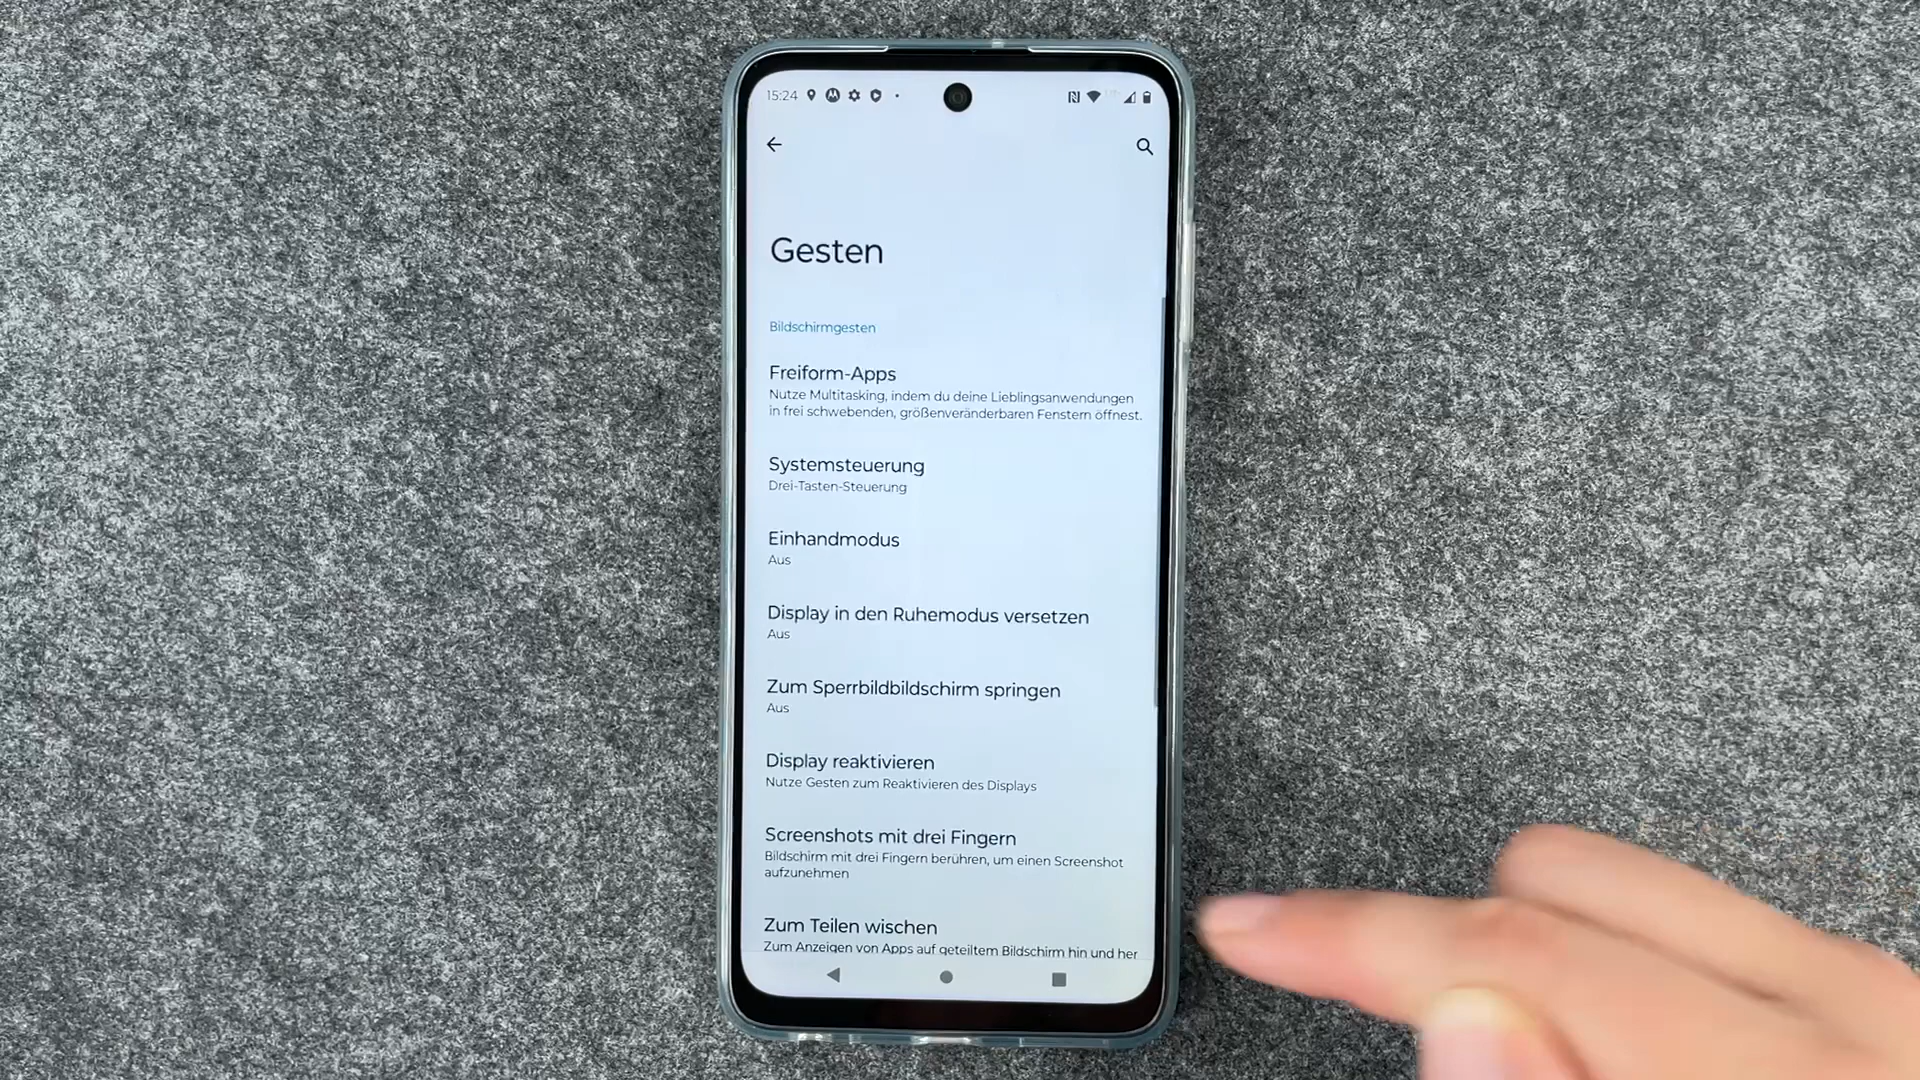 15:24
Gesten
Bildschirmgesten
Freiform-Apps
Nutze Multitasking, indem du deine Lieblingsanwendungen
in frei schwebenden, größenveränderbaren Fenstern öffnest.
Systemsteuerung
Drei-Tasten-Steuerung
Einhandmodus
Aus
Display in den Ruhemodus versetzen
Aus
Zum Sperrbildbildschirm springen
Aus
Display reaktivieren
Nutze Gesten zum Reaktivieren des Displays
Screenshots mit drei Fingern
Bildschirm mit drei Fingern berühren, um einen Screenshot
aufzunehmen
Zum Teilen wischen
Zum Anzeigen von Apps auf geteiltem Bildschirm hin und her